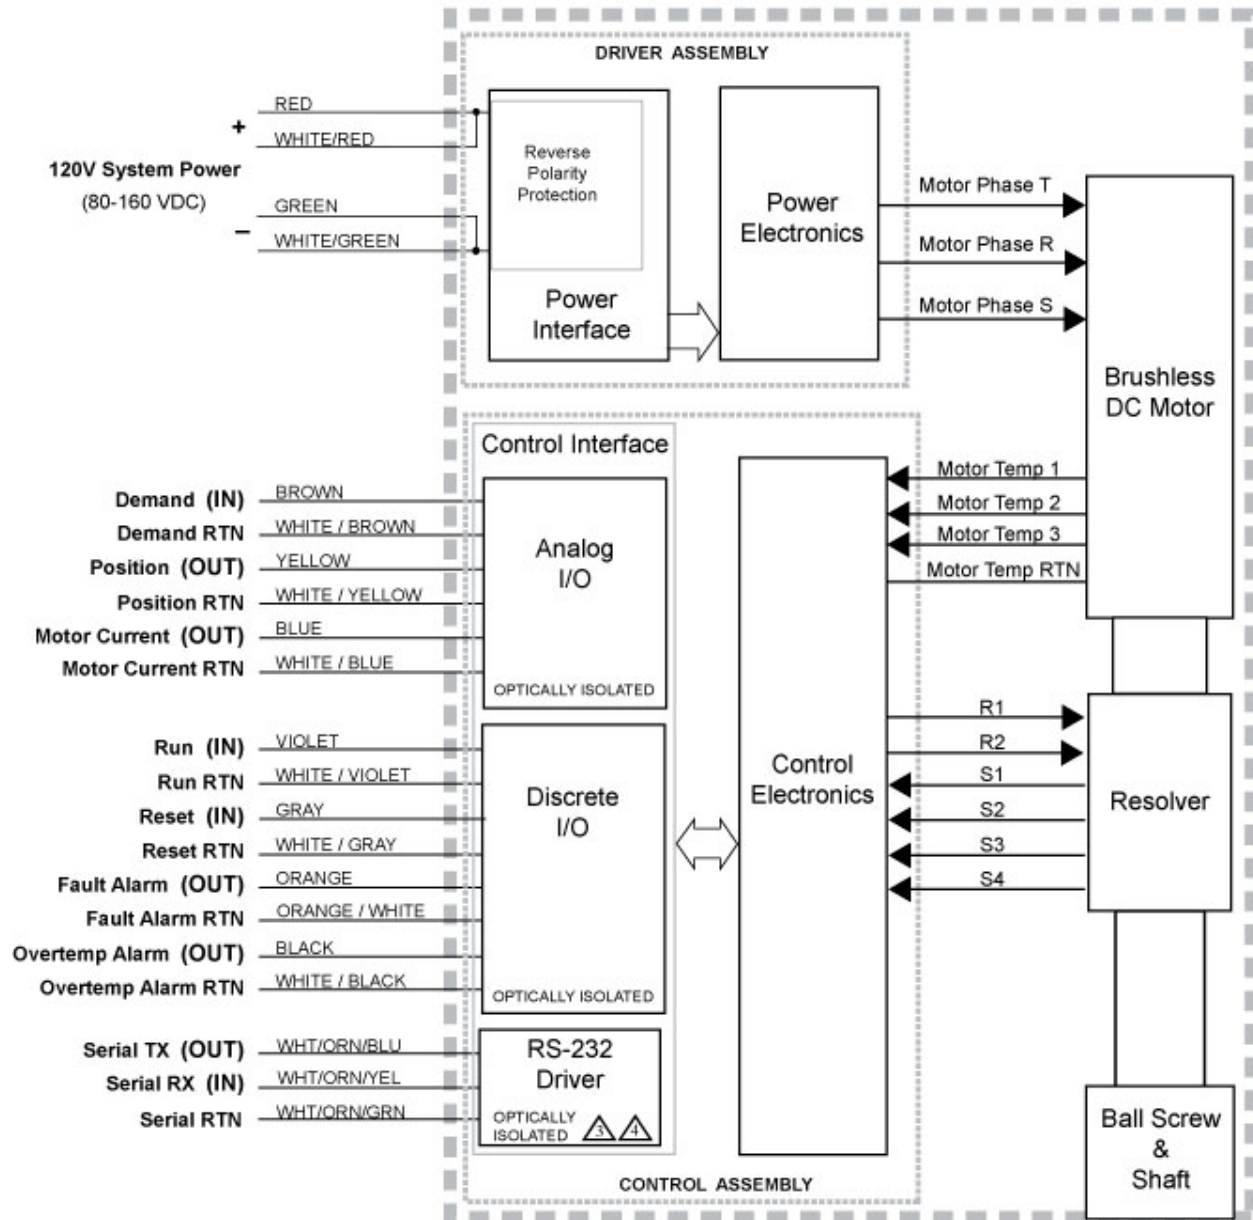 DRIVER ASSEMBLY
RED
+
WHITE/RED
120V System Power
(80-160 VDC)
GREEN
–
WHITE/GREEN
Reverse
Polarity
Protection
Power
Interface
Power
Electronics
Motor Phase T
Motor Phase R
Motor Phase S
Brushless
DC Motor
Control Interface
Demand (IN) BROWN
Demand RTN WHITE / BROWN
Position (OUT) YELLOW
Position RTN WHITE / YELLOW
Motor Current (OUT) BLUE
Motor Current RTN WHITE / BLUE
Analog
I/O
OPTICALLY ISOLATED
Motor Temp 1
Motor Temp 2
Motor Temp 3
Motor Temp RTN
Run (IN) VIOLET
Run RTN WHITE / VIOLET
Reset (IN) GRAY
Reset RTN WHITE / GRAY
Fault Alarm (OUT) ORANGE
Fault Alarm RTN ORANGE / WHITE
Overtemp Alarm (OUT) BLACK
Overtemp Alarm RTN WHITE / BLACK
Discrete
I/O
OPTICALLY ISOLATED
Control
Electronics
R1
R2
S1
S2
S3
S4
Resolver
Serial TX (OUT) WHT/ORN/BLU
Serial RX (IN) WHT/ORN/YEL
Serial RTN WHT/ORN/GRN
RS-232
Driver
OPTICALLY
ISOLATED 3 4
Ball Screw
&
Shaft
CONTROL ASSEMBLY